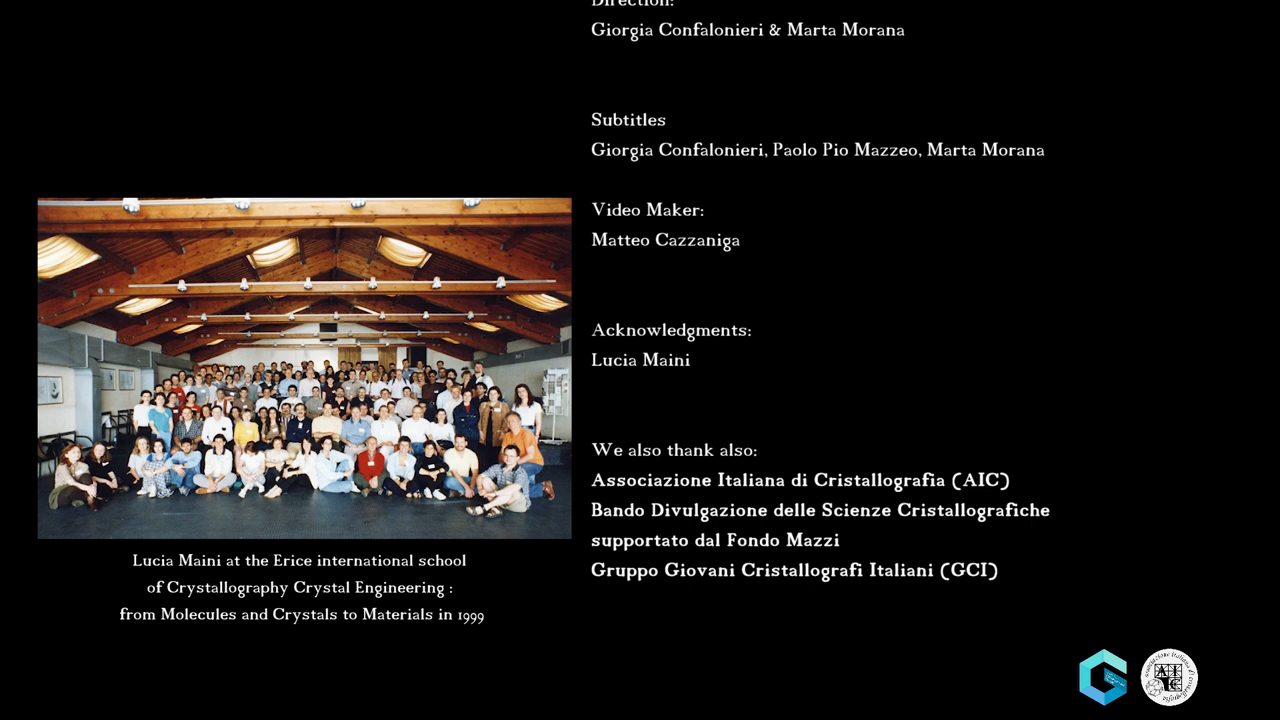 Direction:
Giorgia Confalonieri & Marta Morana
Subtitles
Giorgia Confalonieri, Paolo Pio Mazzeo, Marta Morana
Video Maker:
Matteo Cazzaniga
Acknowledgments:
Lucia Maini
We also thank also:
Associazione Italiana di Cristallografia (AIC)
Bando Divulgazione delle Scienze Cristallografiche
supportato dal Fondo Mazzi
Gruppo Giovani Cristallografi Italiani (GCI)
Lucia Maini at the Erice international school
of Crystallography Crystal Engineering :
from Molecules and Crystals to Materials in 1999